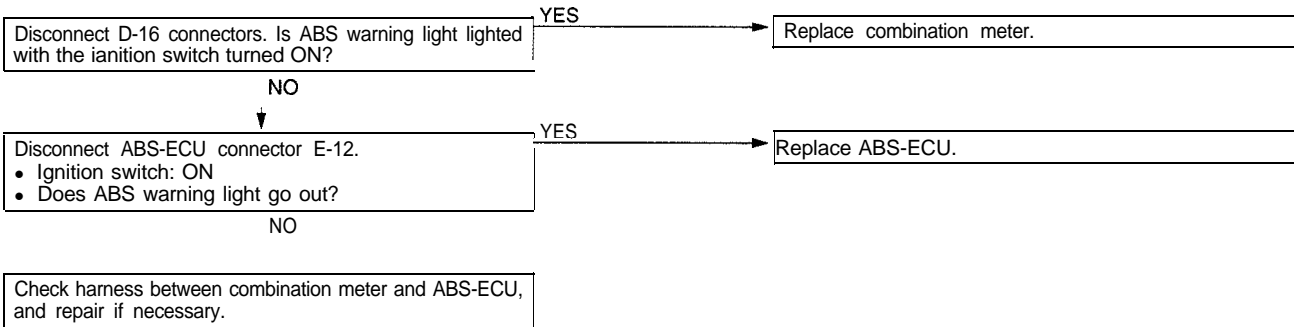 YES
Disconnect D-16 connectors. Is ABS warning light lighted
with the ianition switch turned ON?
Replace combination meter.
NO
YES
Disconnect ABS-ECU connector E-12.
• Ignition switch: ON
• Does ABS warning light go out?
Replace ABS-ECU.
NO
Check harness between combination meter and ABS-ECU,
and repair if necessary.